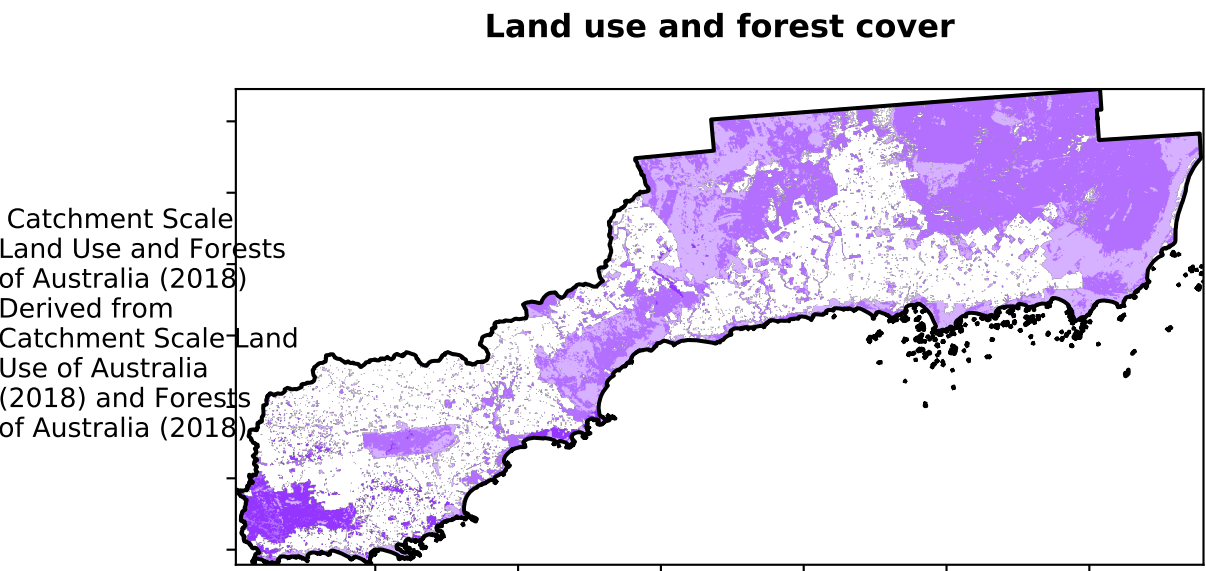 Land use and forest cover
Catchment Scale
Land Use and Forests
of Australia (2018)
Derived from
Catchment Scale Land
Use of Australia
(2018) and Forests
of Australia (2018)